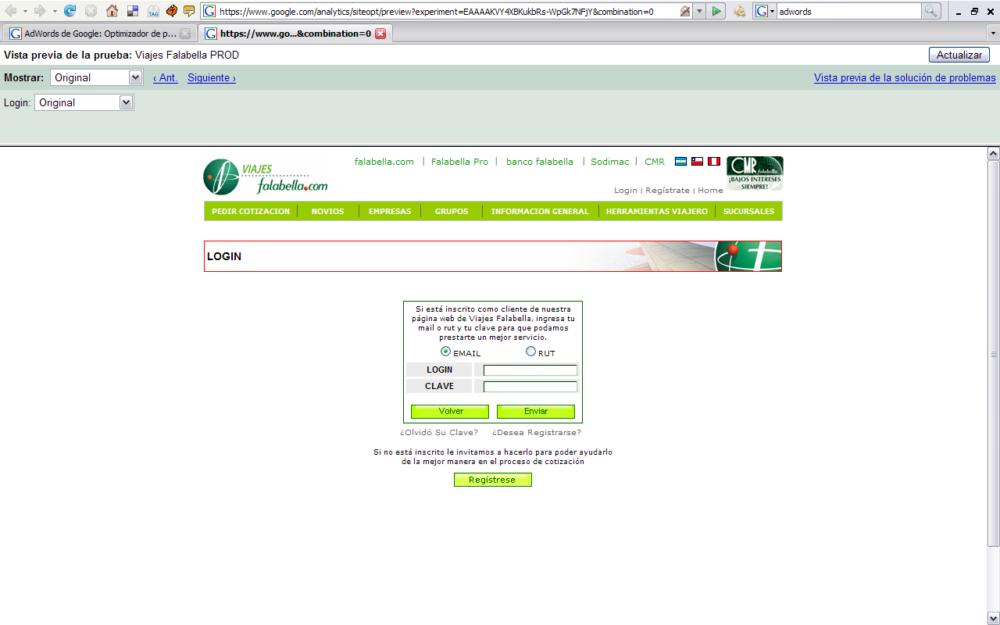 https://www.google.com/analytics/siteopt/preview?experiment=EAAAAKVY4XBKukbRs-WpGk7NFjY&combination=0
adwords
AdWords de Google: Optimizador de p...
https://www.go...&combination=0
Vista previa de la prueba: Viajes Falabella PROD
Actualizar
Mostrar: Original ‹ Ant. Siguiente ›
Vista previa de la solución de problemas
Login: Original
VIAJES
falabella.com
falabella.com | Falabella Pro | banco falabella | Sodimac | CMR
CMR falabella
¡BAJOS INTERESES
SIEMPRE!
Login | Regístrate | Home
PEDIR COTIZACION | NOVIOS | EMPRESAS | GRUPOS | INFORMACION GENERAL | HERRAMIENTAS VIAJERO | SUCURSALES
LOGIN
Si está inscrito como cliente de nuestra
página web de Viajes Falabella, ingresa tu
mail o rut y tu clave para que podamos
prestarte un mejor servicio.
EMAIL RUT
LOGIN
CLAVE
Volver Enviar
¿Olvidó Su Clave? ¿Desea Registrarse?
Si no está inscrito le invitamos a hacerlo para poder ayudarlo
de la mejor manera en el proceso de cotización
Regístrese